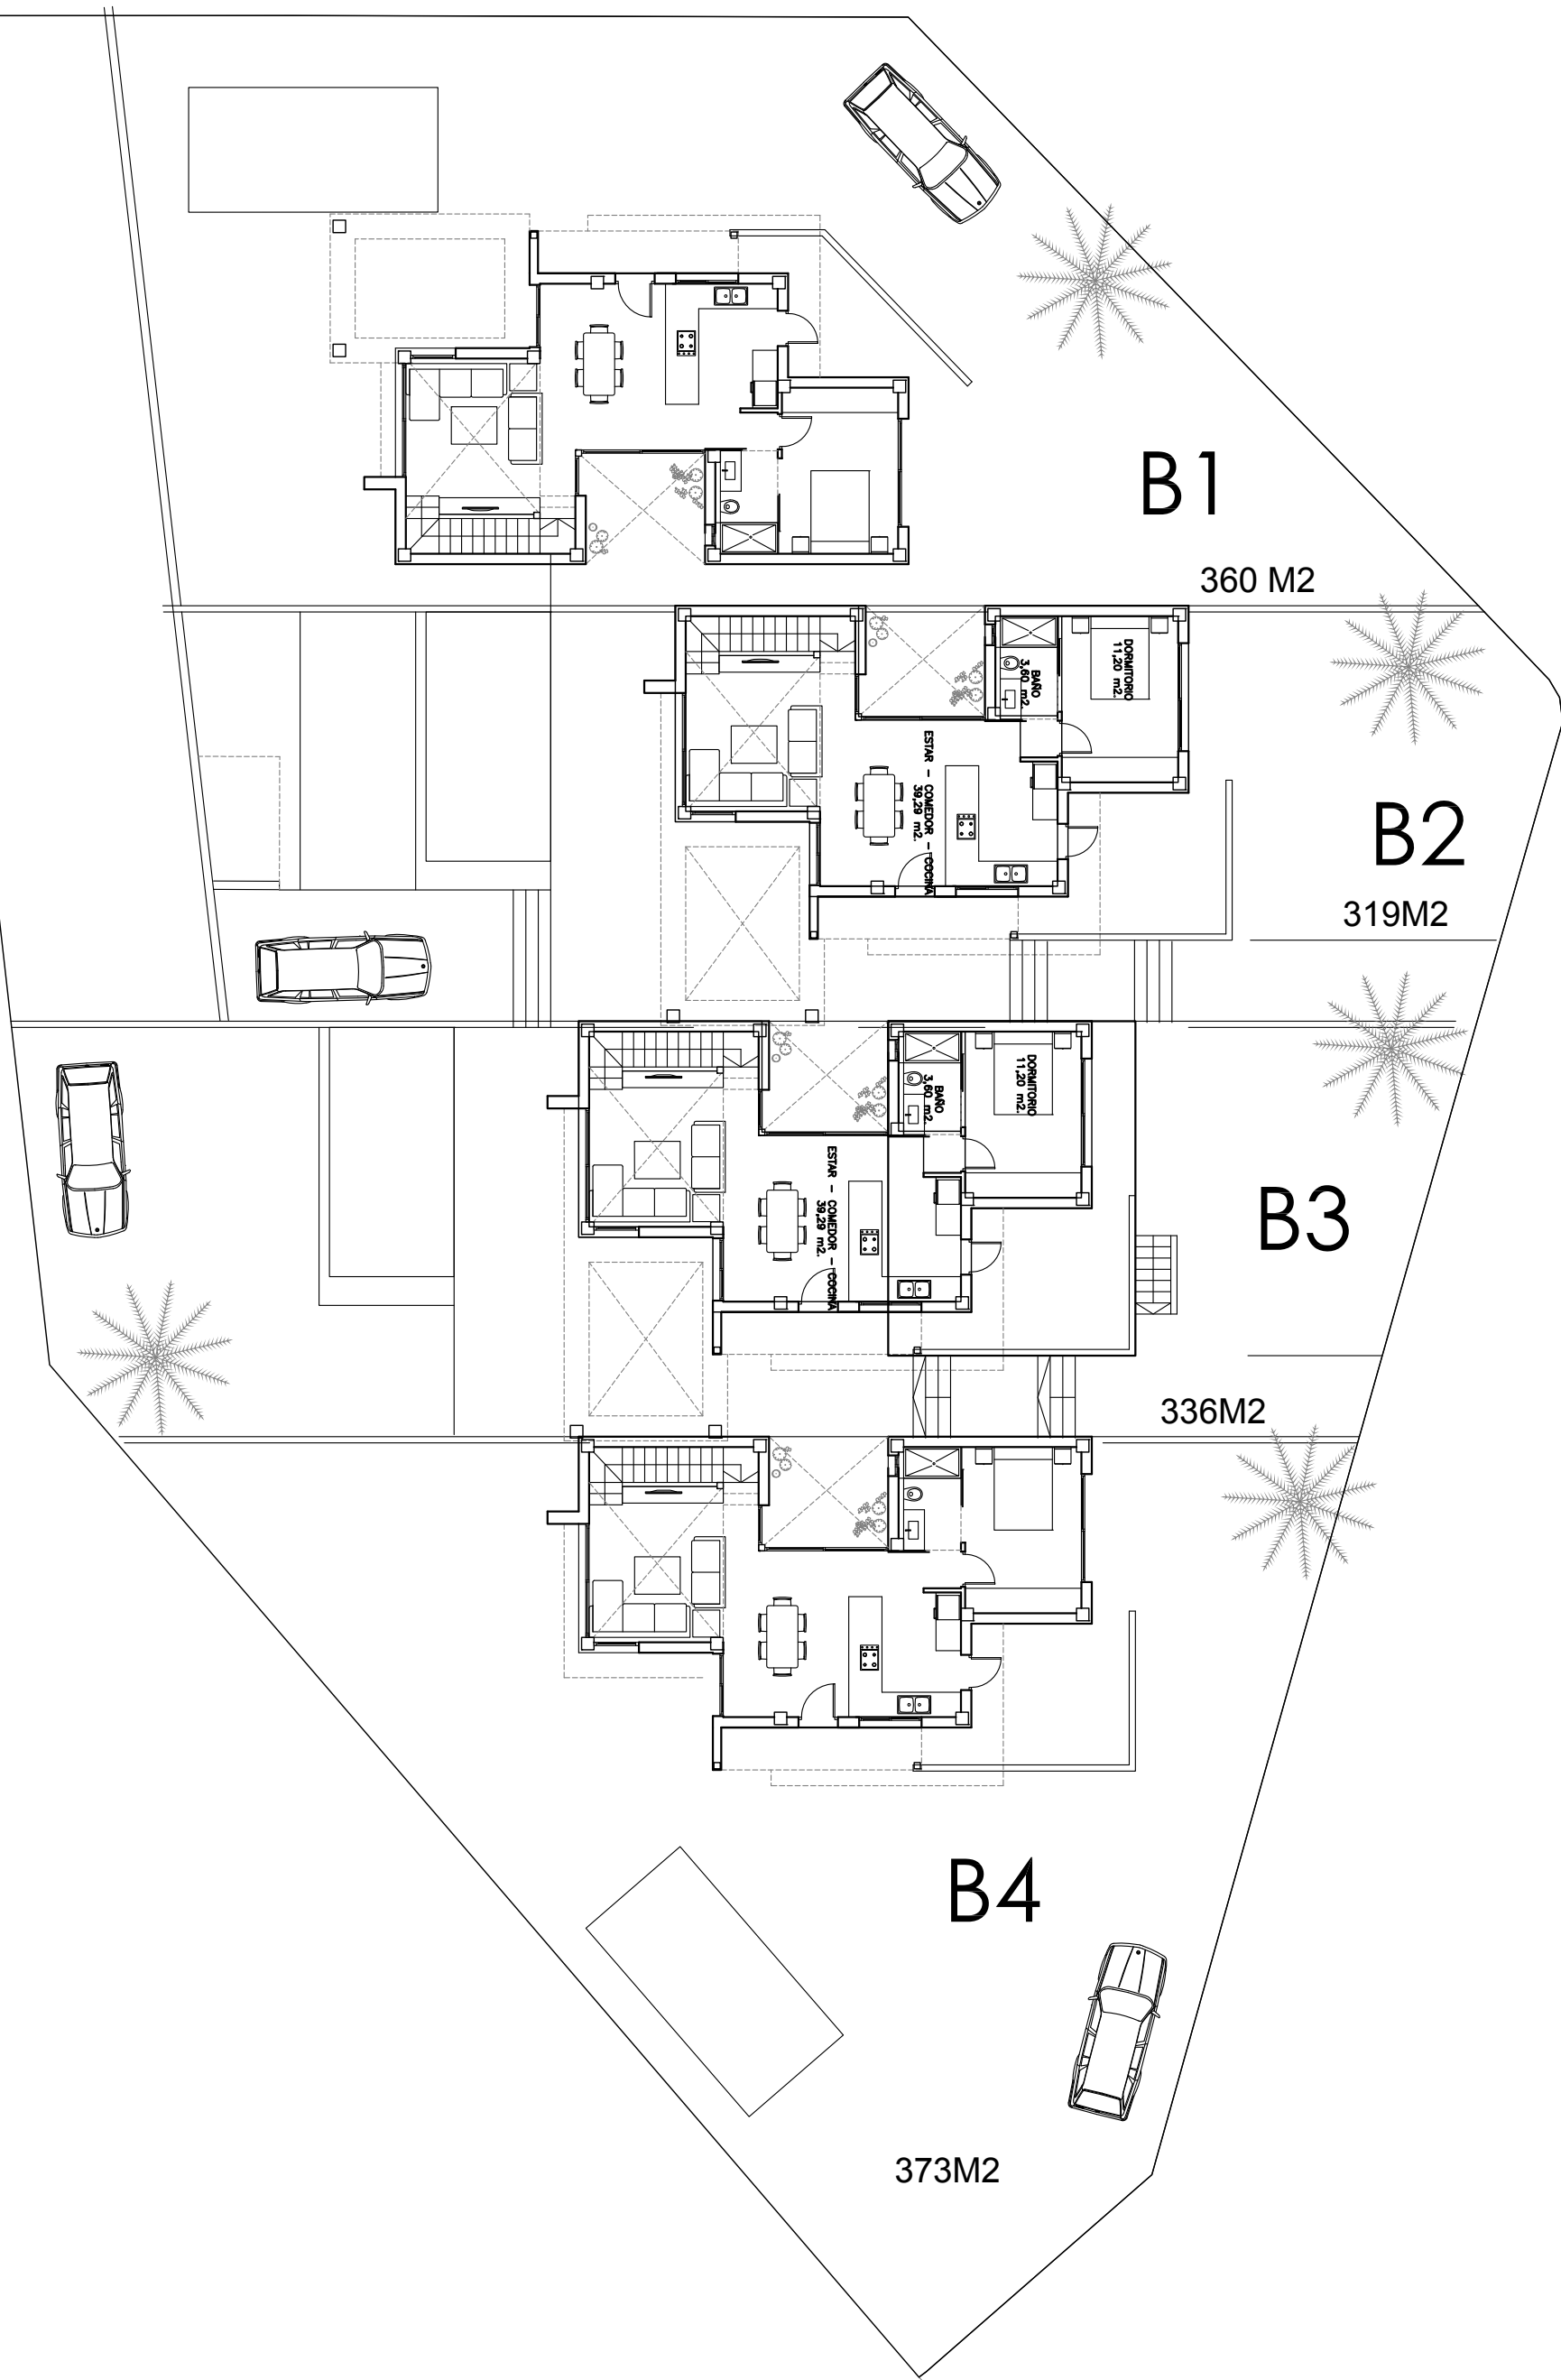 B1
360 M2
DORMITORIO
11,20 m2.
BAÑO
3,60 m2.
ESTAR - COMEDOR - COCINA
39,29 m2.
B2
319M2
DORMITORIO
11,20 m2.
BAÑO
3,60 m2.
ESTAR - COMEDOR - COCINA
39,29 m2.
B3
336M2
B4
373M2